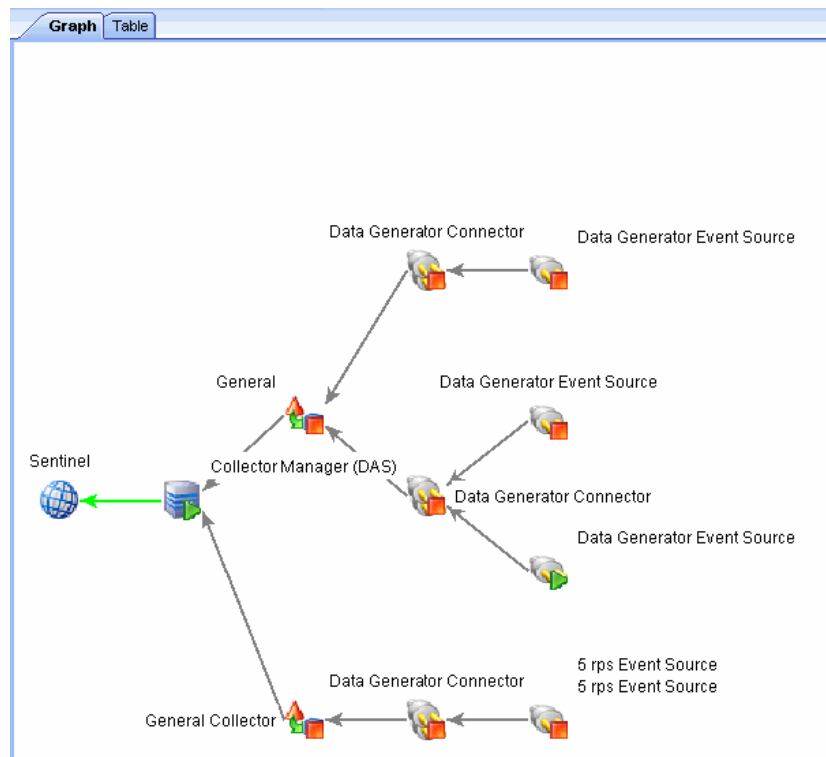 Graph Table
Data Generator Connector
Data Generator Event Source
General
Data Generator Event Source
Sentinel
Collector Manager (DAS)
Data Generator Connector
Data Generator Event Source
5 rps Event Source
Data Generator Connector
5 rps Event Source
General Collector